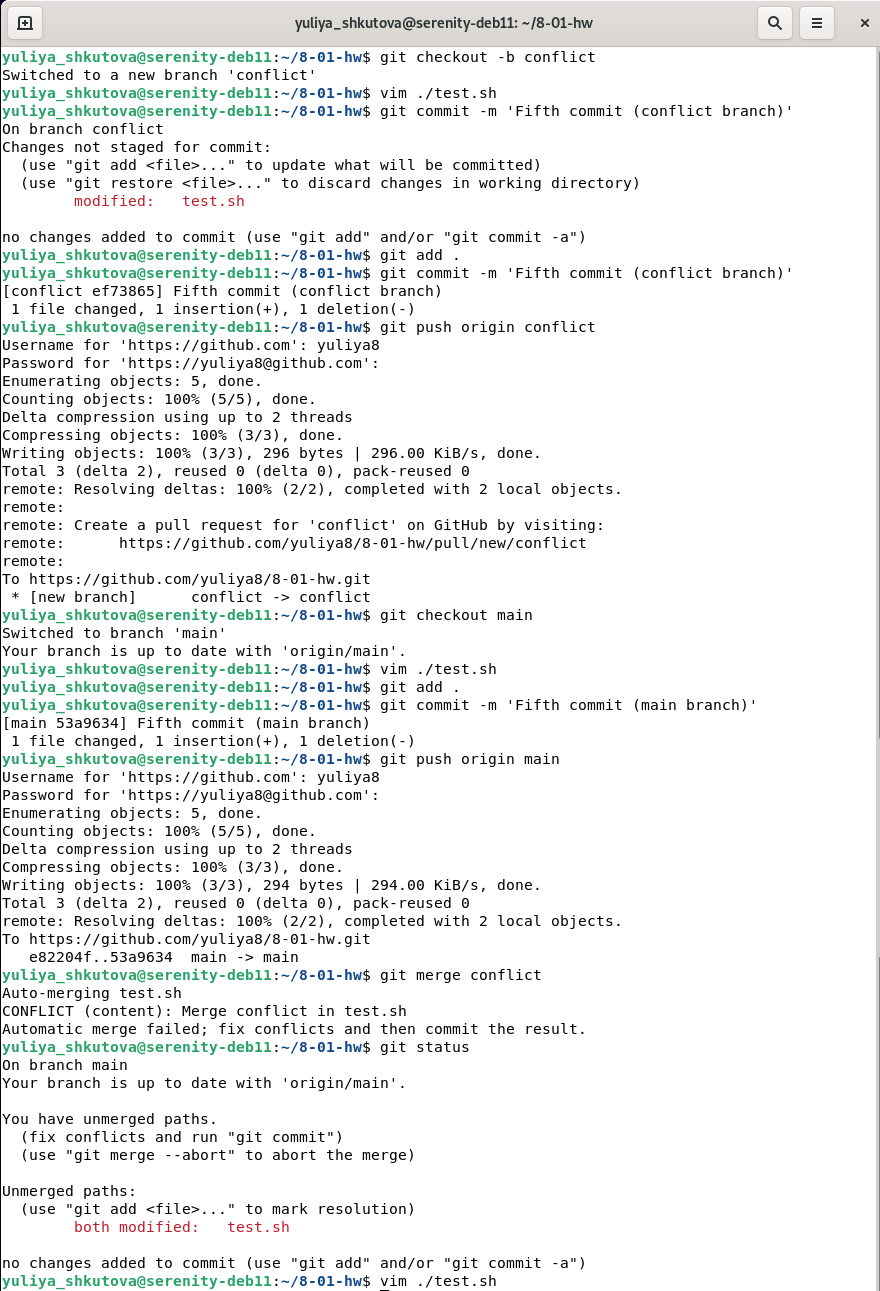 yuliya_shkutova@serenity-deb11: ~/8-01-hw
yuliya_shkutova@serenity-deb11:~/8-01-hw$ git checkout -b conflict
Switched to a new branch 'conflict'
yuliya_shkutova@serenity-deb11:~/8-01-hw$ vim ./test.sh
yuliya_shkutova@serenity-deb11:~/8-01-hw$ git commit -m 'Fifth commit (conflict branch)'
On branch conflict
Changes not staged for commit:
  (use "git add <file>..." to update what will be committed)
  (use "git restore <file>..." to discard changes in working directory)
        modified:   test.sh

no changes added to commit (use "git add" and/or "git commit -a")
yuliya_shkutova@serenity-deb11:~/8-01-hw$ git add .
yuliya_shkutova@serenity-deb11:~/8-01-hw$ git commit -m 'Fifth commit (conflict branch)'
[conflict ef73865] Fifth commit (conflict branch)
 1 file changed, 1 insertion(+), 1 deletion(-)
yuliya_shkutova@serenity-deb11:~/8-01-hw$ git push origin conflict
Username for 'https://github.com': yuliya8
Password for 'https://yuliya8@github.com':
Enumerating objects: 5, done.
Counting objects: 100% (5/5), done.
Delta compression using up to 2 threads
Compressing objects: 100% (3/3), done.
Writing objects: 100% (3/3), 296 bytes | 296.00 KiB/s, done.
Total 3 (delta 2), reused 0 (delta 0), pack-reused 0
remote: Resolving deltas: 100% (2/2), completed with 2 local objects.
remote:
remote: Create a pull request for 'conflict' on GitHub by visiting:
remote:      https://github.com/yuliya8/8-01-hw/pull/new/conflict
remote:
To https://github.com/yuliya8/8-01-hw.git
 * [new branch]      conflict -> conflict
yuliya_shkutova@serenity-deb11:~/8-01-hw$ git checkout main
Switched to branch 'main'
Your branch is up to date with 'origin/main'.
yuliya_shkutova@serenity-deb11:~/8-01-hw$ vim ./test.sh
yuliya_shkutova@serenity-deb11:~/8-01-hw$ git add .
yuliya_shkutova@serenity-deb11:~/8-01-hw$ git commit -m 'Fifth commit (main branch)'
[main 53a9634] Fifth commit (main branch)
 1 file changed, 1 insertion(+), 1 deletion(-)
yuliya_shkutova@serenity-deb11:~/8-01-hw$ git push origin main
Username for 'https://github.com': yuliya8
Password for 'https://yuliya8@github.com':
Enumerating objects: 5, done.
Counting objects: 100% (5/5), done.
Delta compression using up to 2 threads
Compressing objects: 100% (3/3), done.
Writing objects: 100% (3/3), 294 bytes | 294.00 KiB/s, done.
Total 3 (delta 2), reused 0 (delta 0), pack-reused 0
remote: Resolving deltas: 100% (2/2), completed with 2 local objects.
To https://github.com/yuliya8/8-01-hw.git
   e82204f..53a9634  main -> main
yuliya_shkutova@serenity-deb11:~/8-01-hw$ git merge conflict
Auto-merging test.sh
CONFLICT (content): Merge conflict in test.sh
Automatic merge failed; fix conflicts and then commit the result.
yuliya_shkutova@serenity-deb11:~/8-01-hw$ git status
On branch main
Your branch is up to date with 'origin/main'.

You have unmerged paths.
  (fix conflicts and run "git commit")
  (use "git merge --abort" to abort the merge)

Unmerged paths:
  (use "git add <file>..." to mark resolution)
        both modified:   test.sh

no changes added to commit (use "git add" and/or "git commit -a")
yuliya_shkutova@serenity-deb11:~/8-01-hw$ vim ./test.sh